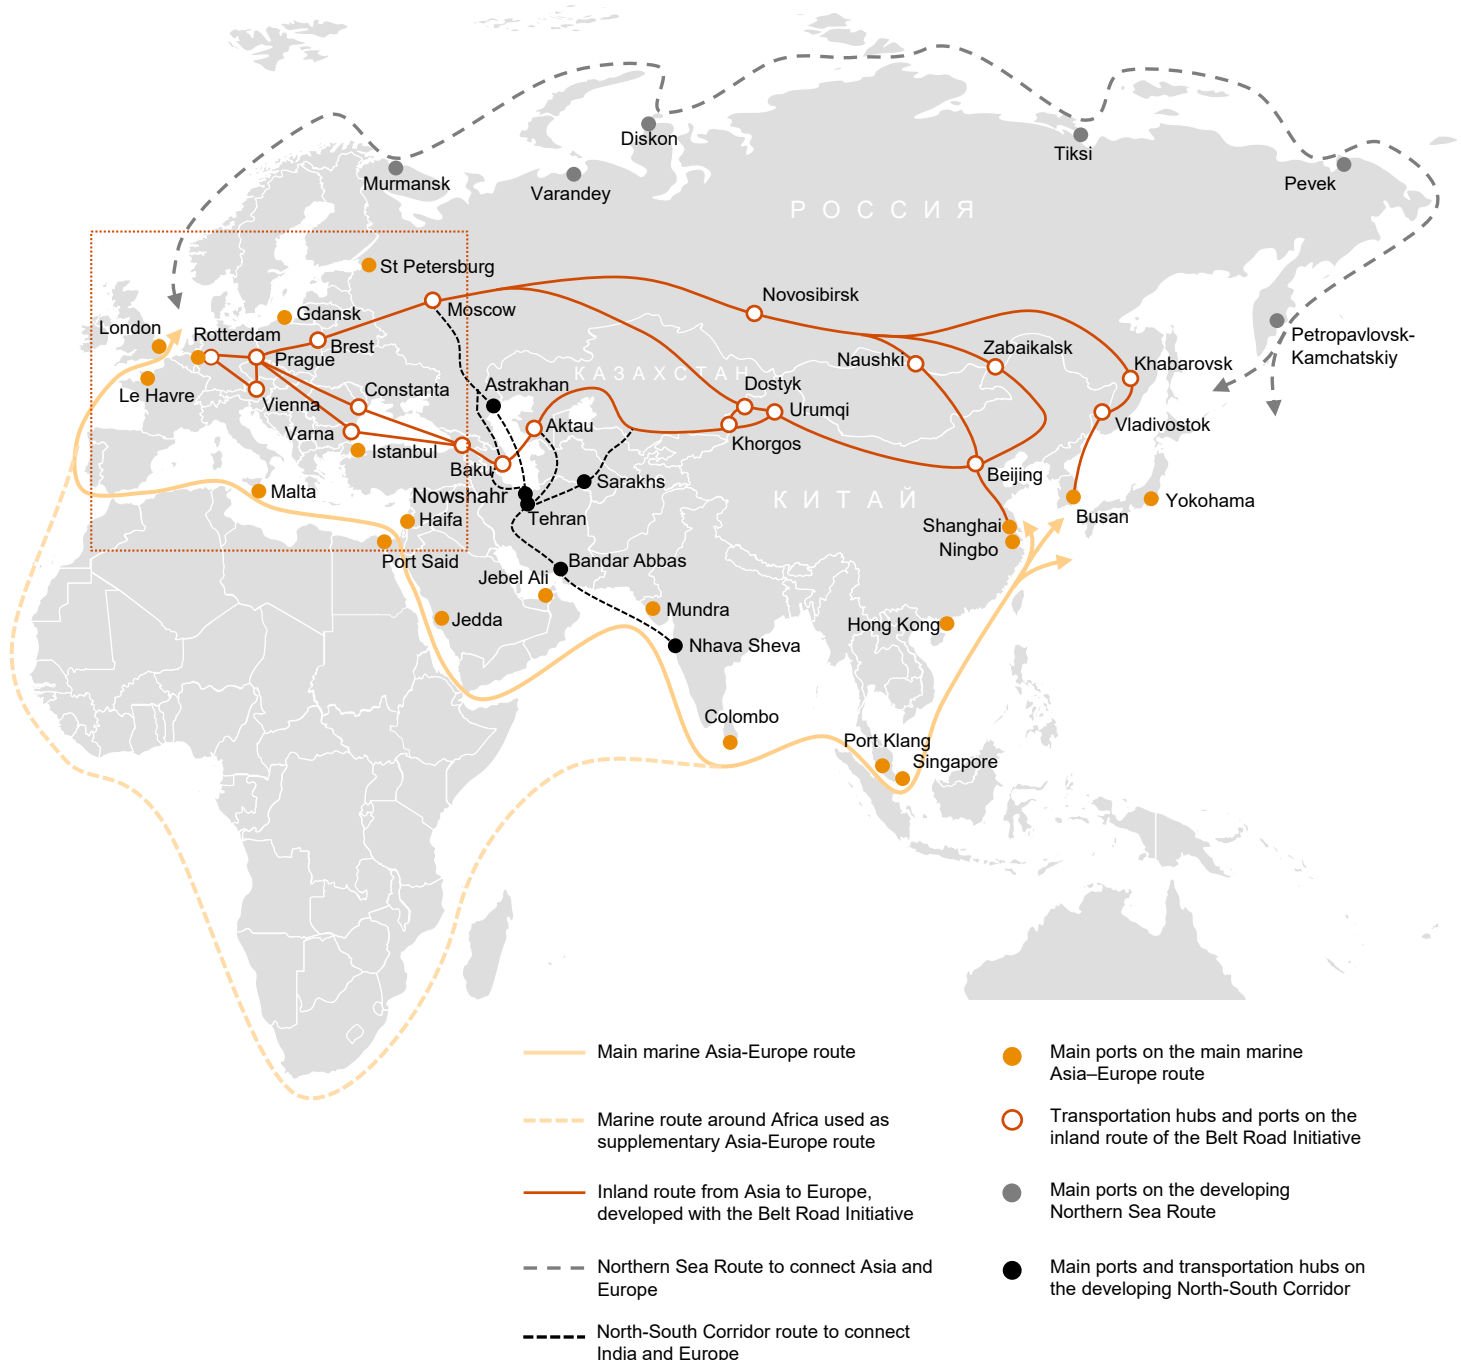 Diskon
Tiksi
Murmansk
Varandey
Pevek
РОССИЯ
St Petersburg
Novosibirsk
Gdansk
Moscow
London
Rotterdam
Brest
Petropavlovsk-
Kamchatskiy
Prague
Naushki
Zabaikalsk
Khabarovsk
КАЗАХСТАН
Le Havre
Vienna
Constanta
Astrakhan
Dostyk
Urumqi
Varna
Aktau
Khorgos
Vladivostok
Istanbul
Baku
Beijing
Malta
Nowshahr
Sarakhs
КИТАЙ
Yokohama
Haifa
Tehran
Shanghai
Busan
Ningbo
Port Said
Bandar Abbas
Jebel Ali
Jedda
Mundra
Hong Kong
Nhava Sheva
Colombo
Port Klang
Singapore
Main marine Asia-Europe route
Marine route around Africa used as
supplementary Asia-Europe route
Inland route from Asia to Europe,
developed with the Belt Road Initiative
Northern Sea Route to connect Asia and
Europe
North-South Corridor route to connect
India and Europe
Main ports on the main marine
Asia–Europe route
Transportation hubs and ports on the
inland route of the Belt Road Initiative
Main ports on the developing
Northern Sea Route
Main ports and transportation hubs on
the developing North-South Corridor